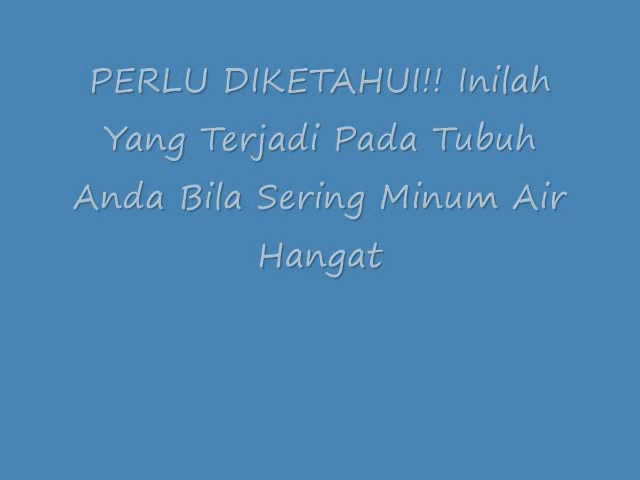 PERLU DIKETAHUI!! Inilah
Yang Terjadi Pada Tubuh
Anda Bila Sering Minum Air
Hangat